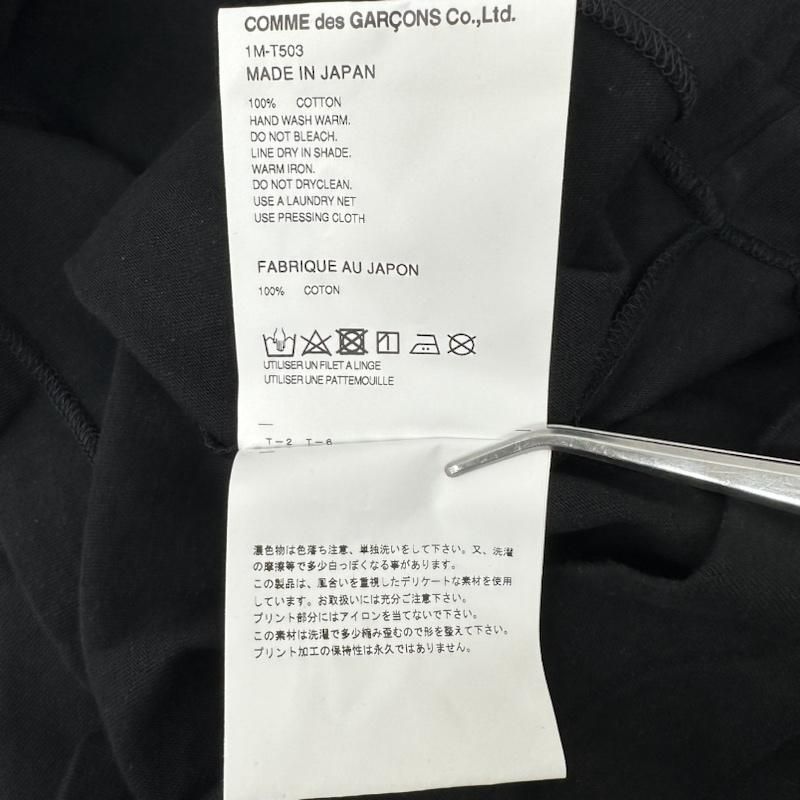 COMME des GARÇONS Co.,Ltd.
1M-T503
MADE IN JAPAN
100% COTTON
HAND WASH WARM.
DO NOT BLEACH.
LINE DRY IN SHADE.
WARM IRON.
DO NOT DRYCLEAN.
USE A LAUNDRY NET
USE PRESSING CLOTH
FABRIQUE AU JAPON
100% COTON
UTILISER UN FILET A LINGE
UTILISER UNE PATTEMOUILLE
T-2 T-6
濃色物は色落ち注意、単独洗いをして下さい。又、洗濯
の摩擦等で多少白っぽくなる事があります。
この製品は、風合いを重視したデリケートな素材を使用
しています。お取扱いには充分ご注意下さい。
プリント部分にはアイロンを当てないで下さい。
この素材は洗濯で多少縮み歪むので形を整えて下さい。
プリント加工の保持性は永久ではありません。